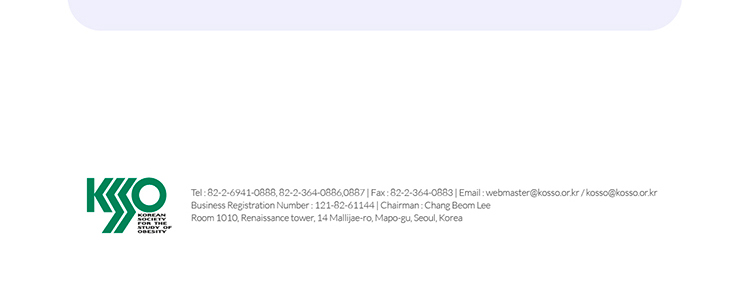 KSSO
KOREAN
SOCIETY
FOR THE
STUDY OF
OBESITY
Tel : 82-2-6941-0888, 82-2-364-0886,0887 | Fax : 82-2-364-0883 | Email : webmaster@kosso.or.kr / kosso@kosso.or.kr
Business Registration Number : 121-82-61144 | Chairman : Chang Beom Lee
Room 1010, Renaissance tower, 14 Mallijae-ro, Mapo-gu, Seoul, Korea